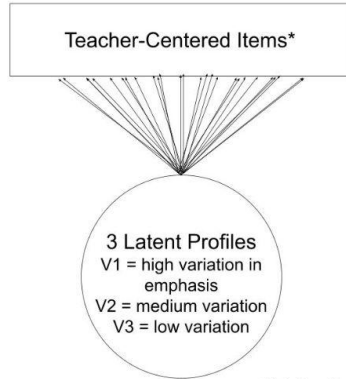 Teacher-Centered Items*
3 Latent Profiles
V1 = high variation in
emphasis
V2 = medium variation
V3 = low variation